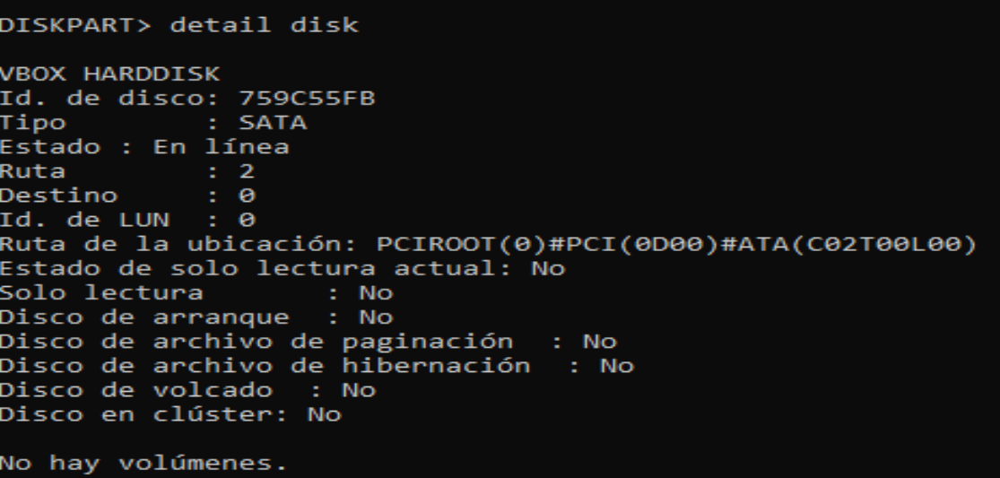 DISKPART> detail disk
VBOX HARDDISK
Id. de disco: 759C55FB
Tipo        : SATA
Estado : En línea
Ruta        : 2
Destino     : 0
Id. de LUN  : 0
Ruta de la ubicación: PCIROOT(0)#PCI(0D00)#ATA(C02T00L00)
Estado de solo lectura actual: No
Solo lectura        : No
Disco de arranque  : No
Disco de archivo de paginación  : No
Disco de archivo de hibernación  : No
Disco de volcado  : No
Disco en clúster: No
No hay volúmenes.